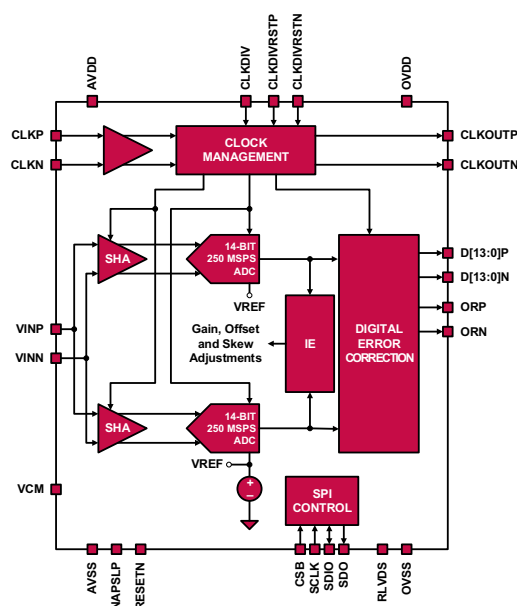 AVDD
CLKDIV
CLKDIVRSTP
CLKDIVRSTN
OVDD
CLKP
CLKN
CLOCK
MANAGEMENT
CLKOUTP
CLKOUTN
SHA
14-BIT
250 MSPS
ADC
VREF
D[13:0]P
D[13:0]N
ORP
ORN
VINP
VINN
Gain, Offset
and Skew
Adjustments
IE
DIGITAL
ERROR
CORRECTION
SHA
14-BIT
250 MSPS
ADC
VREF
VCM
SPI
CONTROL
AVSS
NAPSLP
RESETN
CSB
SCLK
SDIO
SDO
RLVDS
OVSS